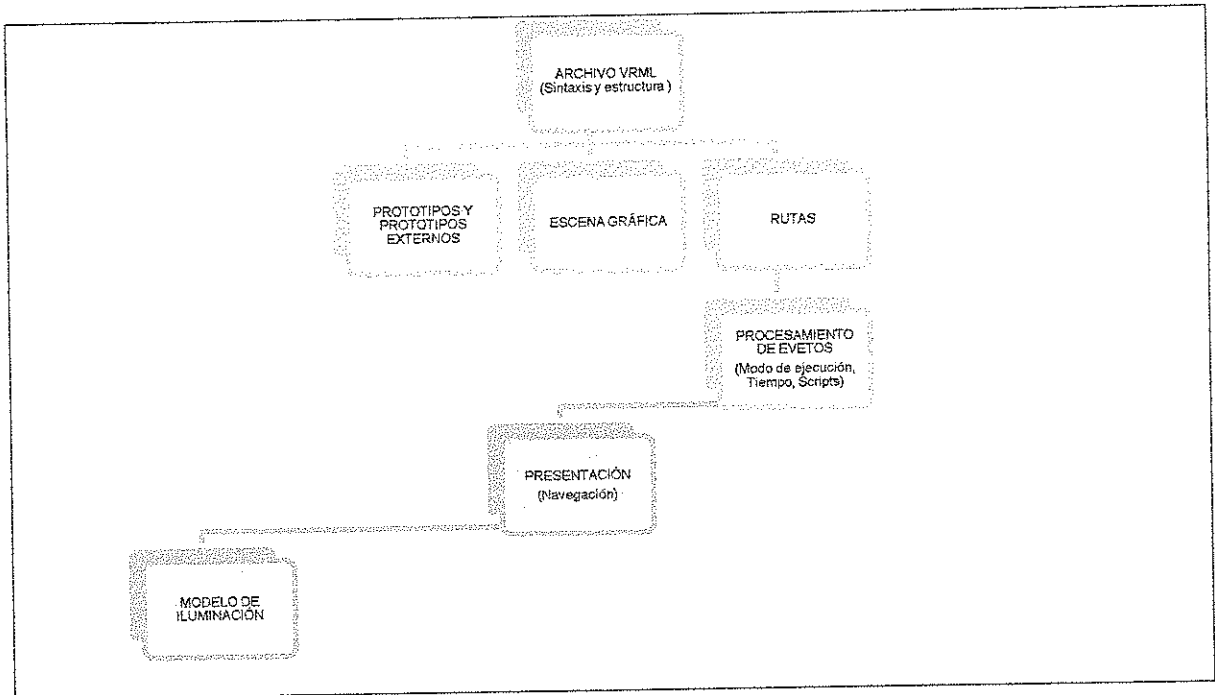 ARCHIVO VRML
(Sintaxis y estructura )
PROTOTIPOS Y
PROTOTIPOS
EXTERNOS
ESCENA GRÁFICA
RUTAS
PROCESAMIENTO
DE EVETOS
(Modo de ejecución,
Tiempo, Scripts)
PRESENTACIÓN
(Navegación)
MODELO DE
ILUMINACIÓN